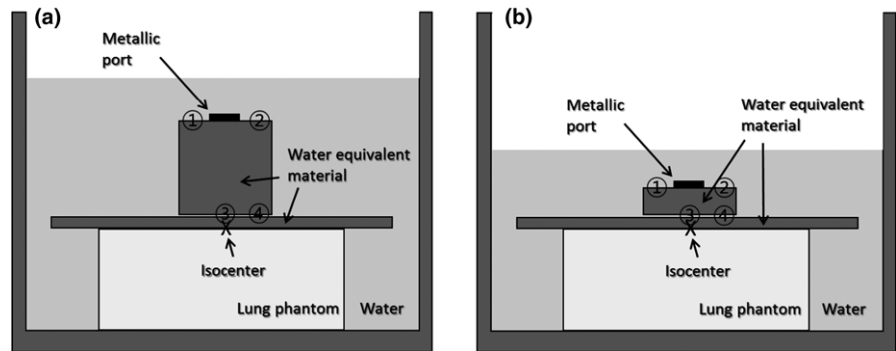 (a)
Metallic
port
① ②
Water equivalent
material
③ ④
X
Isocenter
Lung phantom
Water
(b)
Metallic
port
Water equivalent
material
① ②
③ ④
X
Isocenter
Lung phantom
Water